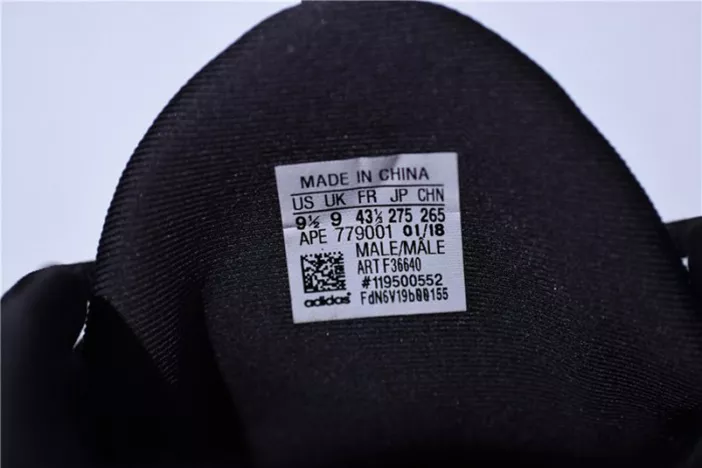 MADE IN CHINA
US UK FR JP CHN
9½ 9 43⅓ 275 265
APE 779001 01/18
MALE/MÂLE
ART F36640
#119500552
adidas® FdN6V19b00155